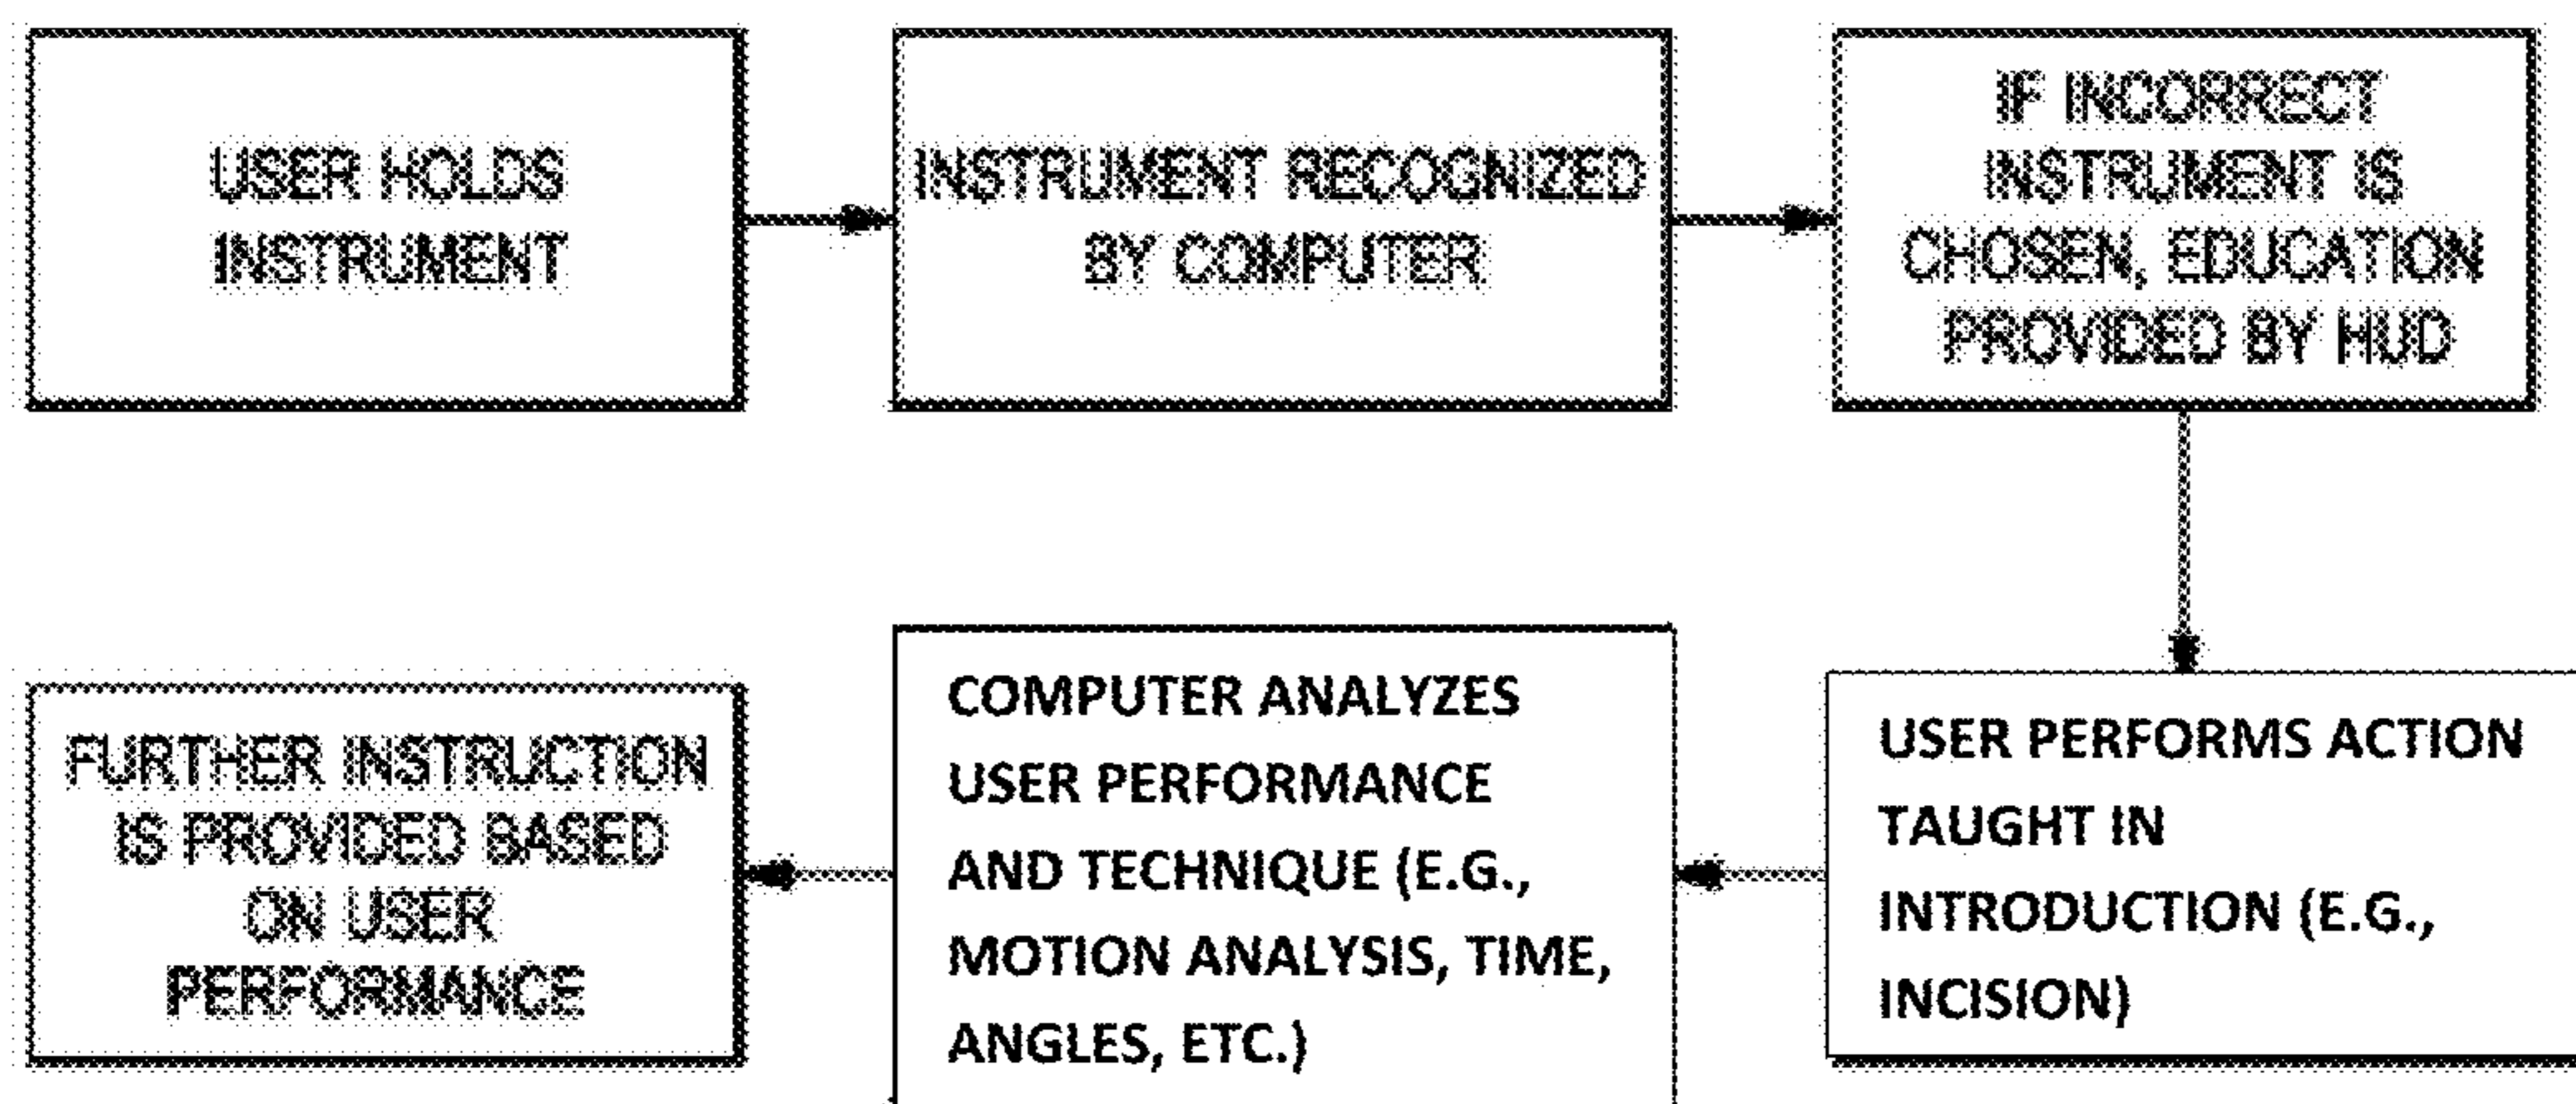 USER HOLDS
INSTRUMENT
INSTRUMENT RECOGNIZED
BY COMPUTER
IF INCORRECT
INSTRUMENT IS
CHOSEN, EDUCATION
PROVIDED BY HUD
USER PERFORMS ACTION
TAUGHT IN
INTRODUCTION (E.G.,
INCISION)
COMPUTER ANALYZES
USER PERFORMANCE
AND TECHNIQUE (E.G.,
MOTION ANALYSIS, TIME,
ANGLES, ETC.)
FURTHER INSTRUCTION
IS PROVIDED BASED
ON USER
PERFORMANCE